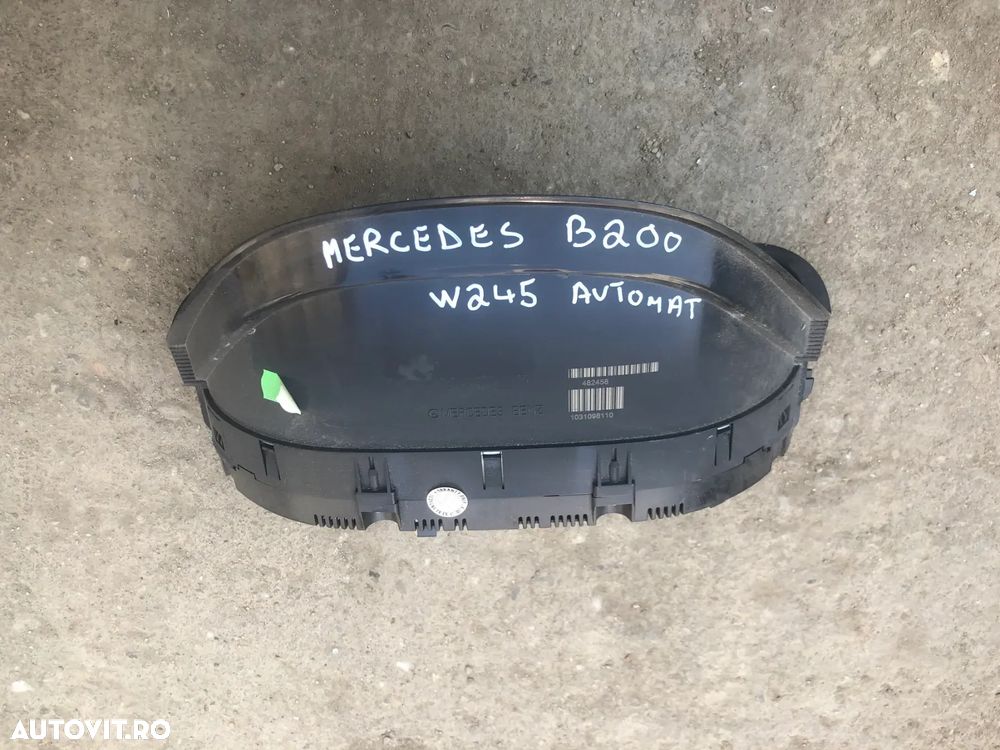 MERCEDES B200
W245 AUTOMAT
482456
MERCEDES BENZ
1031098110
AUTOVIT.RO